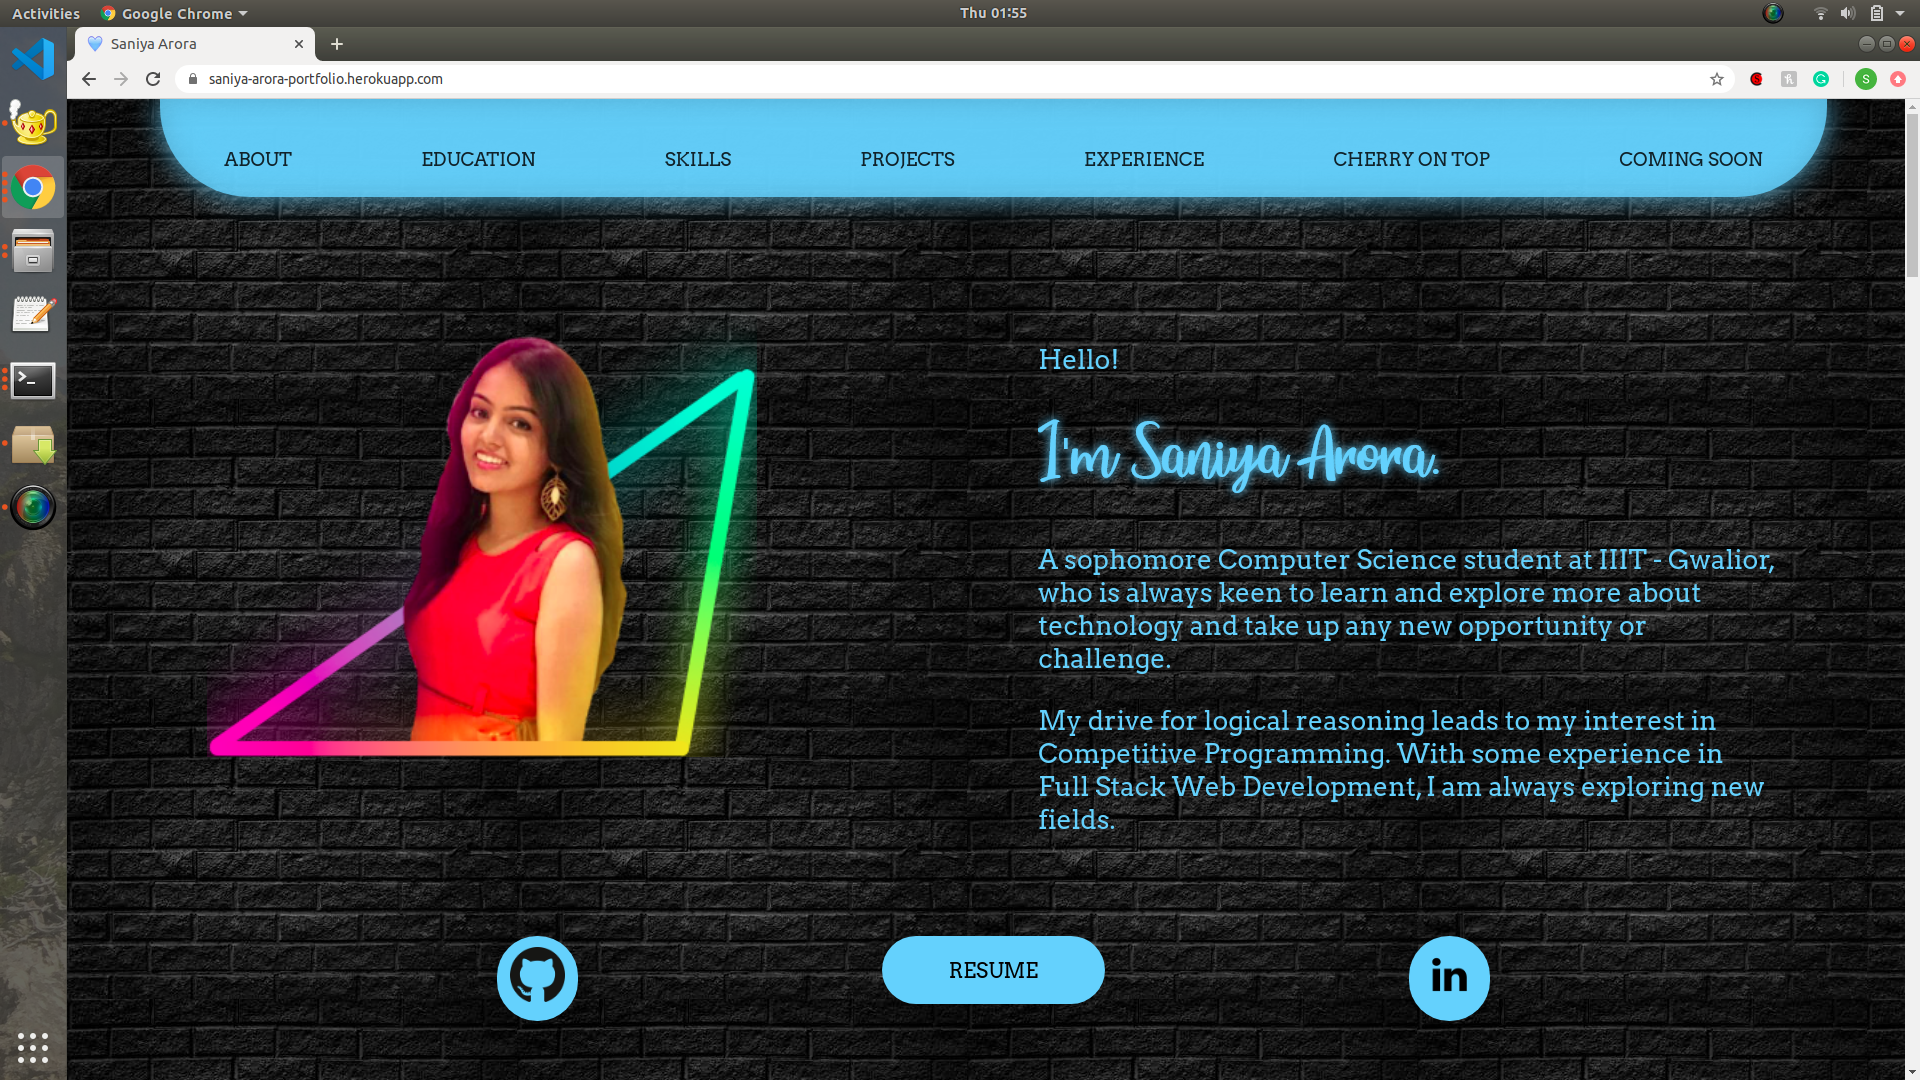 Activities
Google Chrome
Thu 01:55
Saniya Arora
saniya-arora-portfolio.herokuapp.com
S
ABOUT
EDUCATION
SKILLS
PROJECTS
EXPERIENCE
CHERRY ON TOP
COMING SOON
Hello!
I'm Saniya Arora.
A sophomore Computer Science student at IIIT - Gwalior,
who is always keen to learn and explore more about
technology and take up any new opportunity or
challenge.
My drive for logical reasoning leads to my interest in
Competitive Programming. With some experience in
Full Stack Web Development, I am always exploring new
fields.
RESUME
in